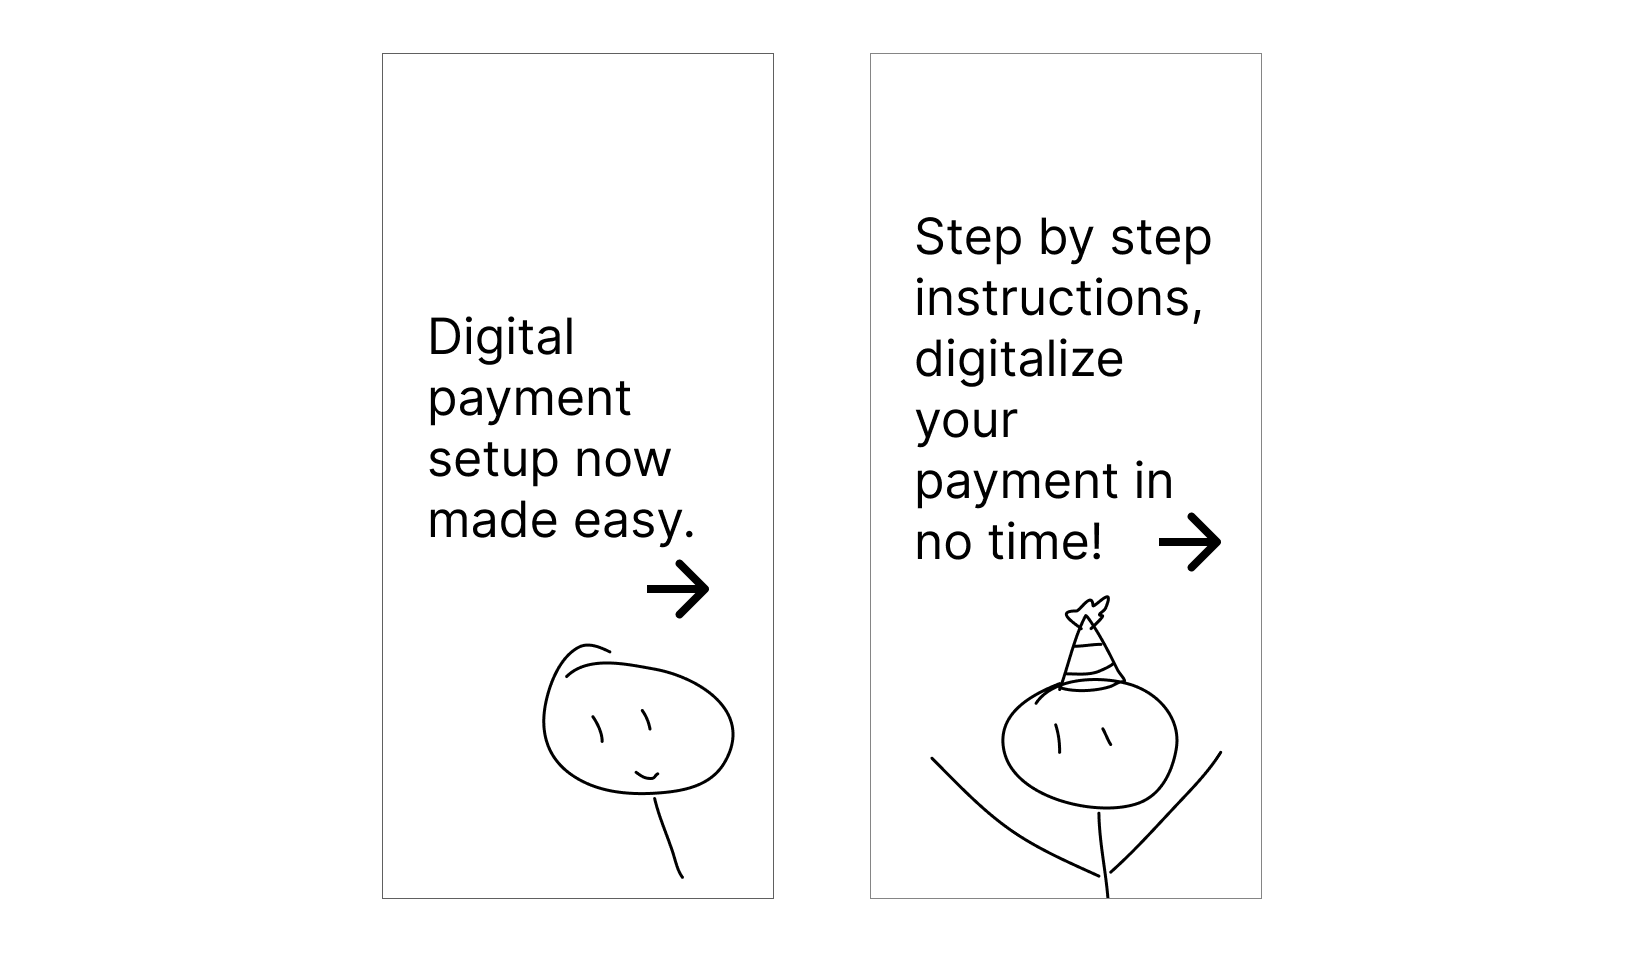 Digital
payment
setup now
made easy.
Step by step
instructions,
digitalize
your
payment in
no time!